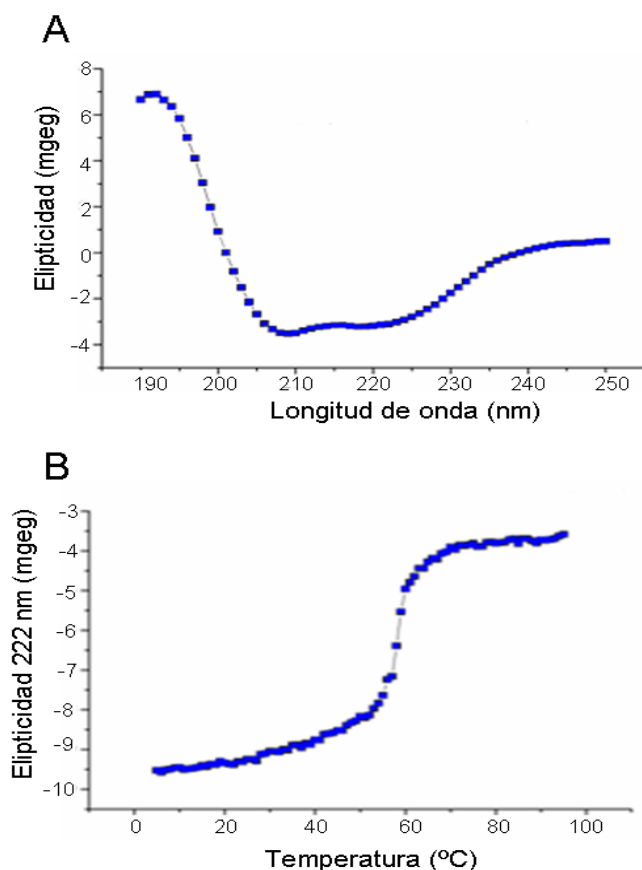 A
Elipticidad (mgeg)
8
6
4
2
0
-2
-4
190 200 210 220 230 240 250
Longitud de onda (nm)
B
Elipticidad 222 nm (mgeg)
-3
-4
-5
-6
-7
-8
-9
-10
0 20 40 60 80 100
Temperatura (ºC)